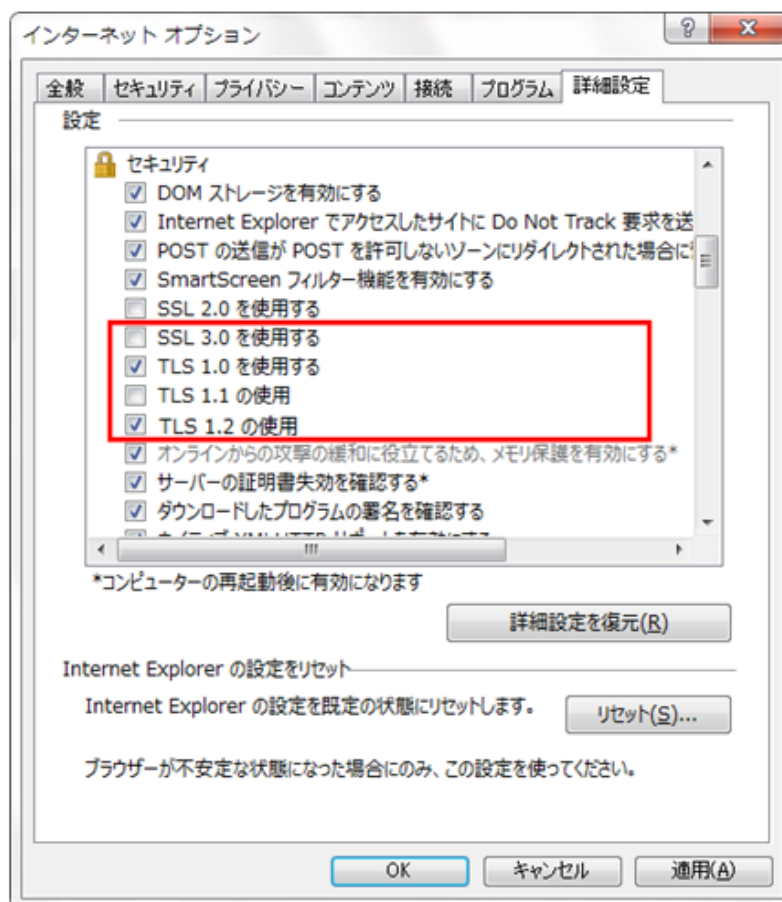 インターネット オプション
全般 セキュリティ プライバシー コンテンツ 接続 プログラム 詳細設定
設定
セキュリティ
DOM ストレージを有効にする
Internet Explorer でアクセスしたサイトに Do Not Track 要求を送
POST の送信が POST を許可しないゾーンにリダイレクトされた場合に
SmartScreen フィルター機能を有効にする
SSL 2.0 を使用する
SSL 3.0 を使用する
TLS 1.0 を使用する
TLS 1.1 の使用
TLS 1.2 の使用
オンラインからの攻撃の緩和に役立てるため、メモリ保護を有効にする*
サーバーの証明書失効を確認する*
ダウンロードしたプログラムの署名を確認する
*コンピューターの再起動後に有効になります
詳細設定を復元(R)
Internet Explorer の設定をリセット
Internet Explorer の設定を既定の状態にリセットします。
リセット(S)...
ブラウザーが不安定な状態になった場合にのみ、この設定を使ってください。
OK キャンセル 適用(A)